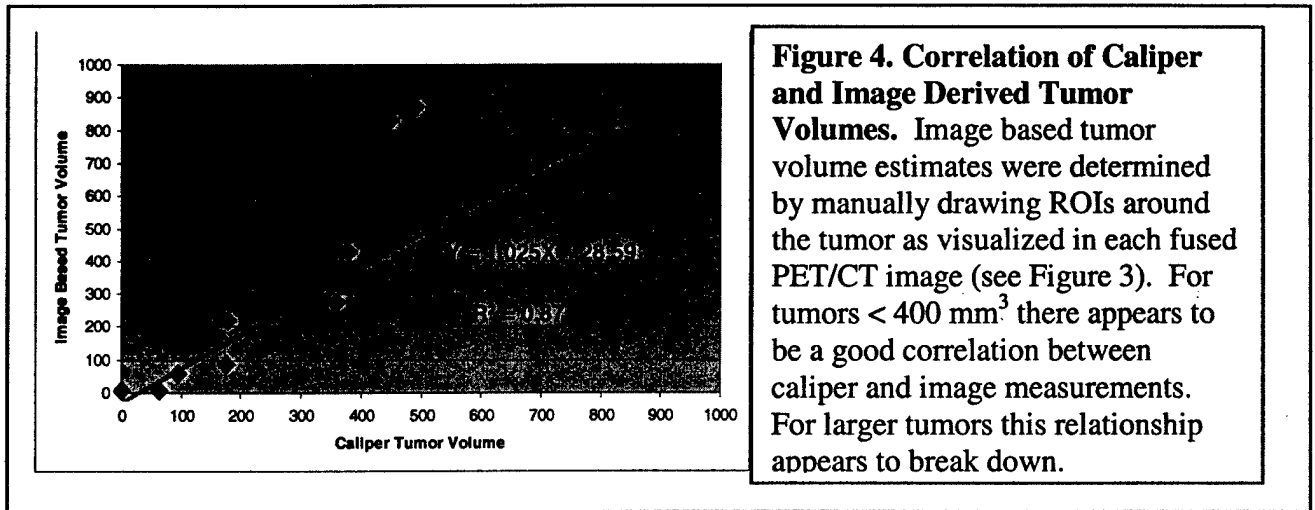 1000
900
800
700
600
500
400
300
200
100
0
Image Based Tumor Volume
Y = 1.025X 28.59
R = 0.87
0 100 200 300 400 500 600 700 800 900 1000
Caliper Tumor Volume
Figure 4. Correlation of Caliper
and Image Derived Tumor
Volumes. Image based tumor
volume estimates were determined
by manually drawing ROIs around
the tumor as visualized in each fused
PET/CT image (see Figure 3). For
tumors < 400 mm³ there appears to
be a good correlation between
caliper and image measurements.
For larger tumors this relationship
appears to break down.